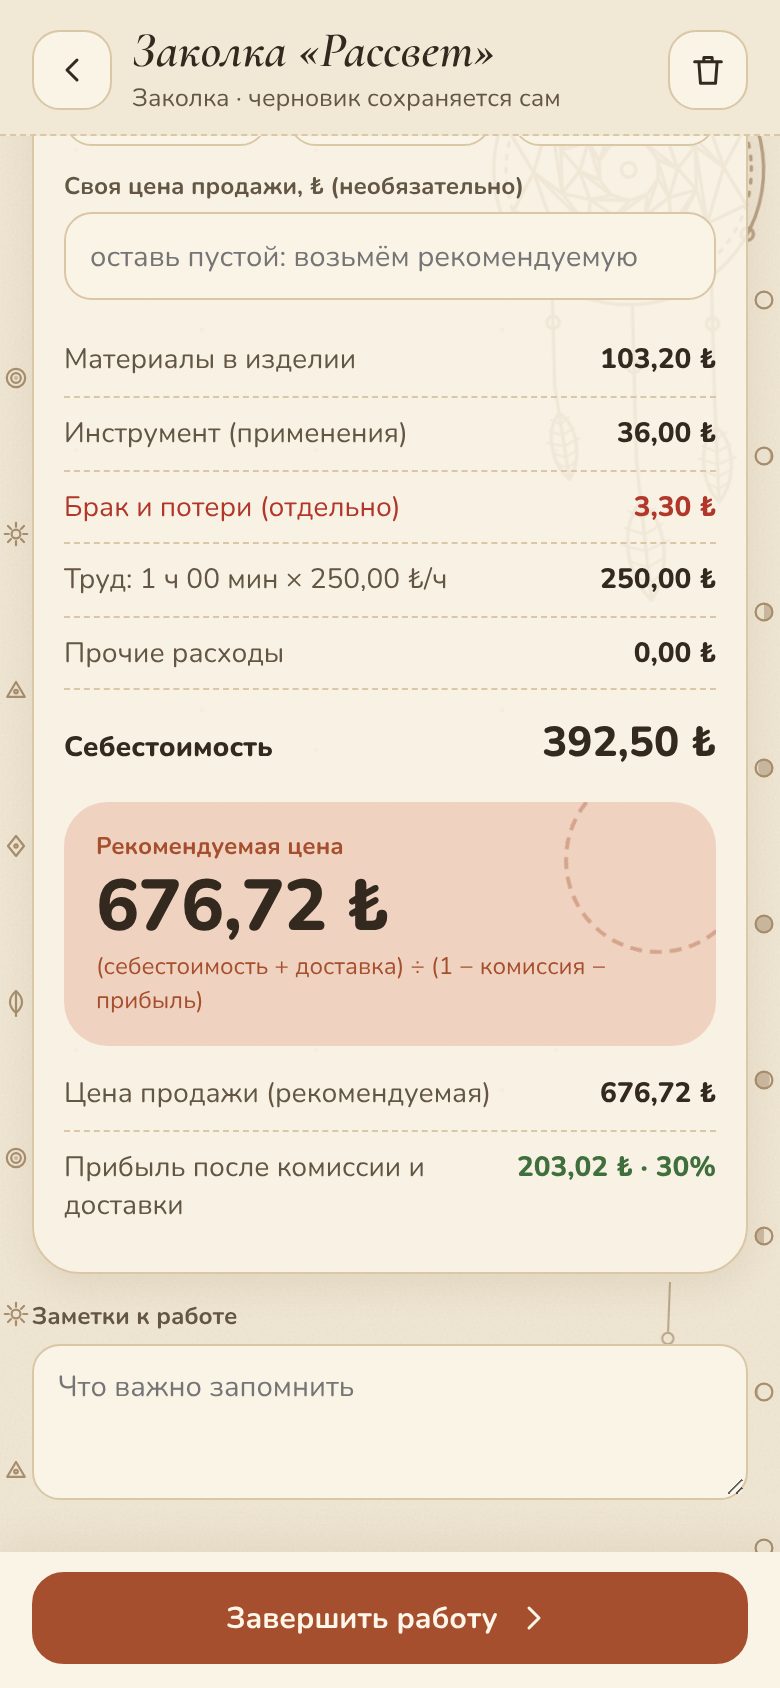 Заколка «Рассвет»
Заколка · черновик сохраняется сам
Своя цена продажи, ₺ (необязательно)
оставь пустой: возьмём рекомендуемую
Материалы в изделии 103,20 ₺
Инструмент (применения) 36,00 ₺
Брак и потери (отдельно) 3,30 ₺
Труд: 1 ч 00 мин × 250,00 ₺/ч 250,00 ₺
Прочие расходы 0,00 ₺
Себестоимость 392,50 ₺
Рекомендуемая цена
676,72 ₺
(себестоимость + доставка) ÷ (1 − комиссия −
прибыль)
Цена продажи (рекомендуемая) 676,72 ₺
Прибыль после комиссии и 203,02 ₺ · 30%
доставки
Заметки к работе
Что важно запомнить
Завершить работу